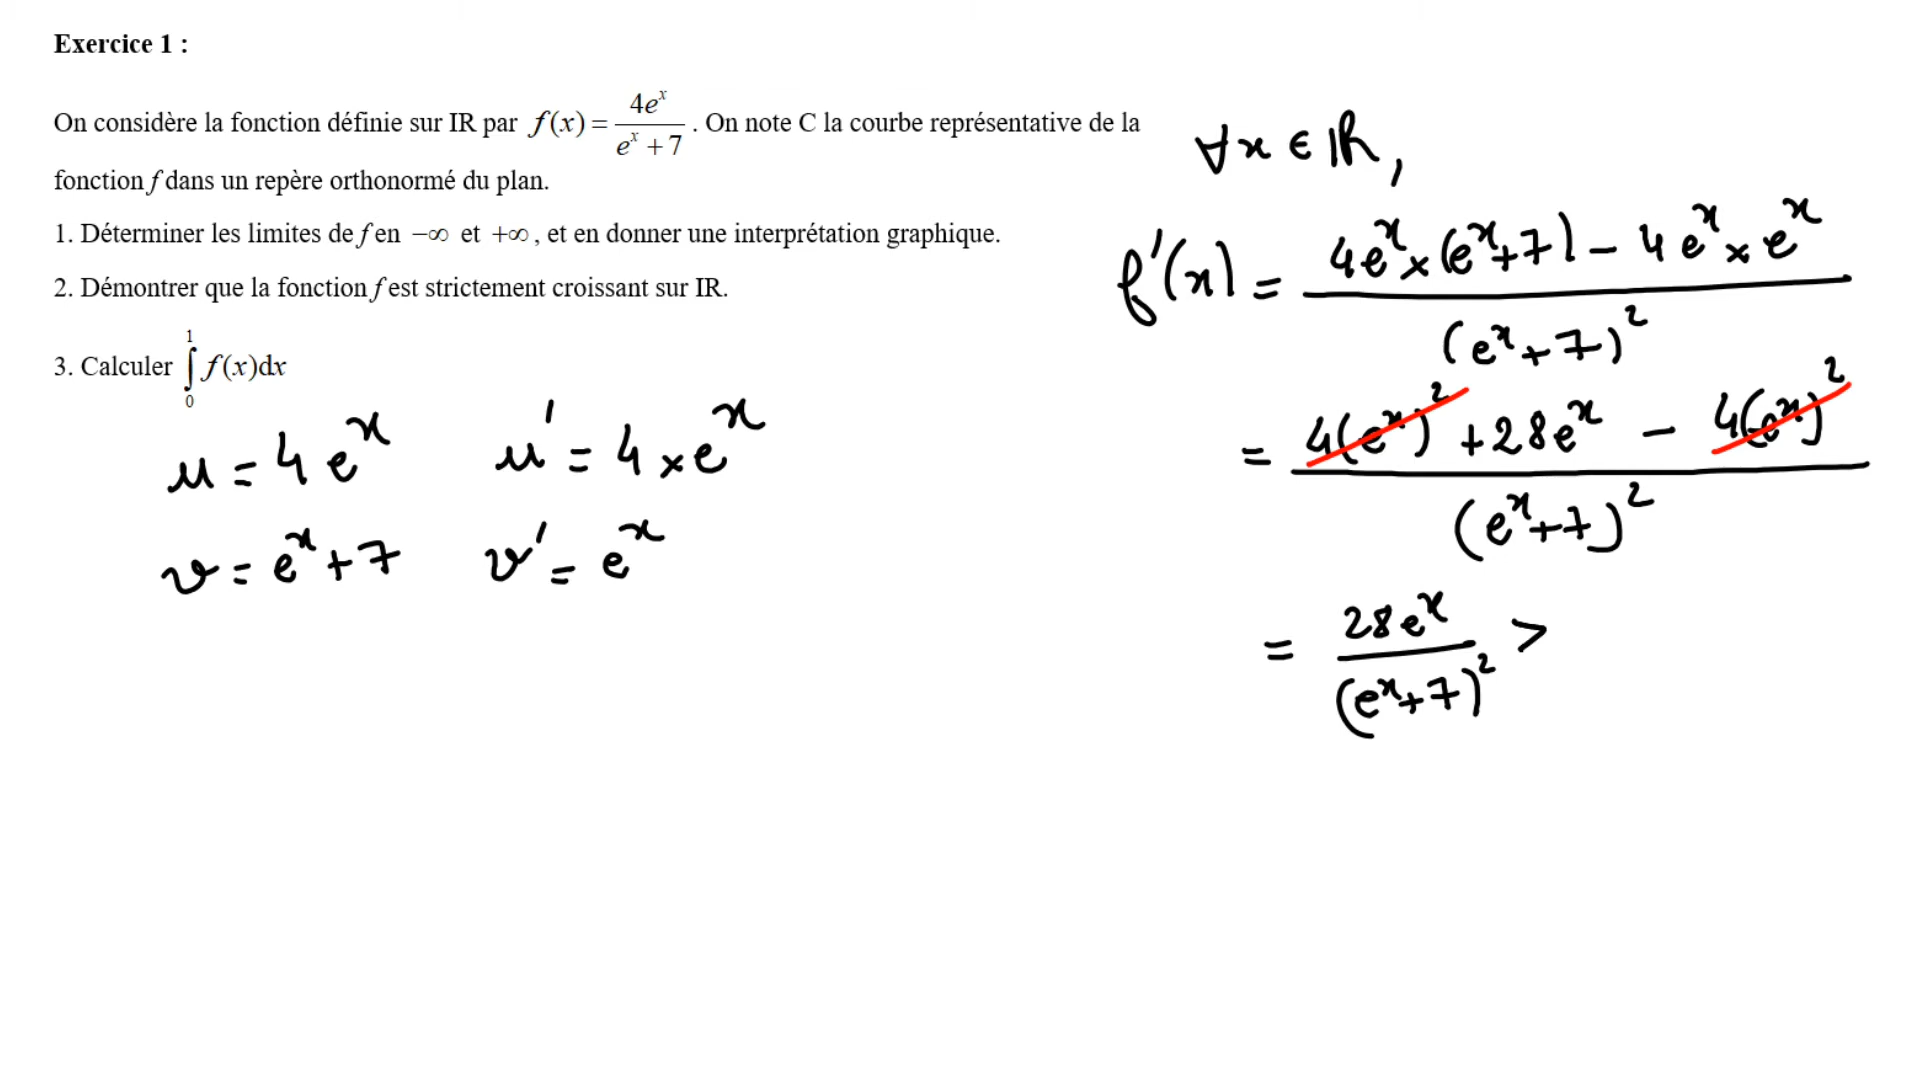 Exercice 1 :
On considère la fonction définie sur IR par f(x) = 4e^x / (e^x + 7) . On note C la courbe représentative de la
fonction f dans un repère orthonormé du plan.
1. Déterminer les limites de f en −∞ et +∞, et en donner une interprétation graphique.
2. Démontrer que la fonction f est strictement croissant sur IR.
3. Calculer ∫_0^1 f(x)dx
u = 4e^x u' = 4 × e^x
v = e^x + 7 v' = e^x
∀x ∈ ℝ,
f'(x) = (4e^x × (e^x + 7) − 4e^x × e^x) / (e^x + 7)^2
= (4(e^x)^2 + 28e^x − 4(e^x)^2) / (e^x + 7)^2
= 28e^x / (e^x + 7)^2 >